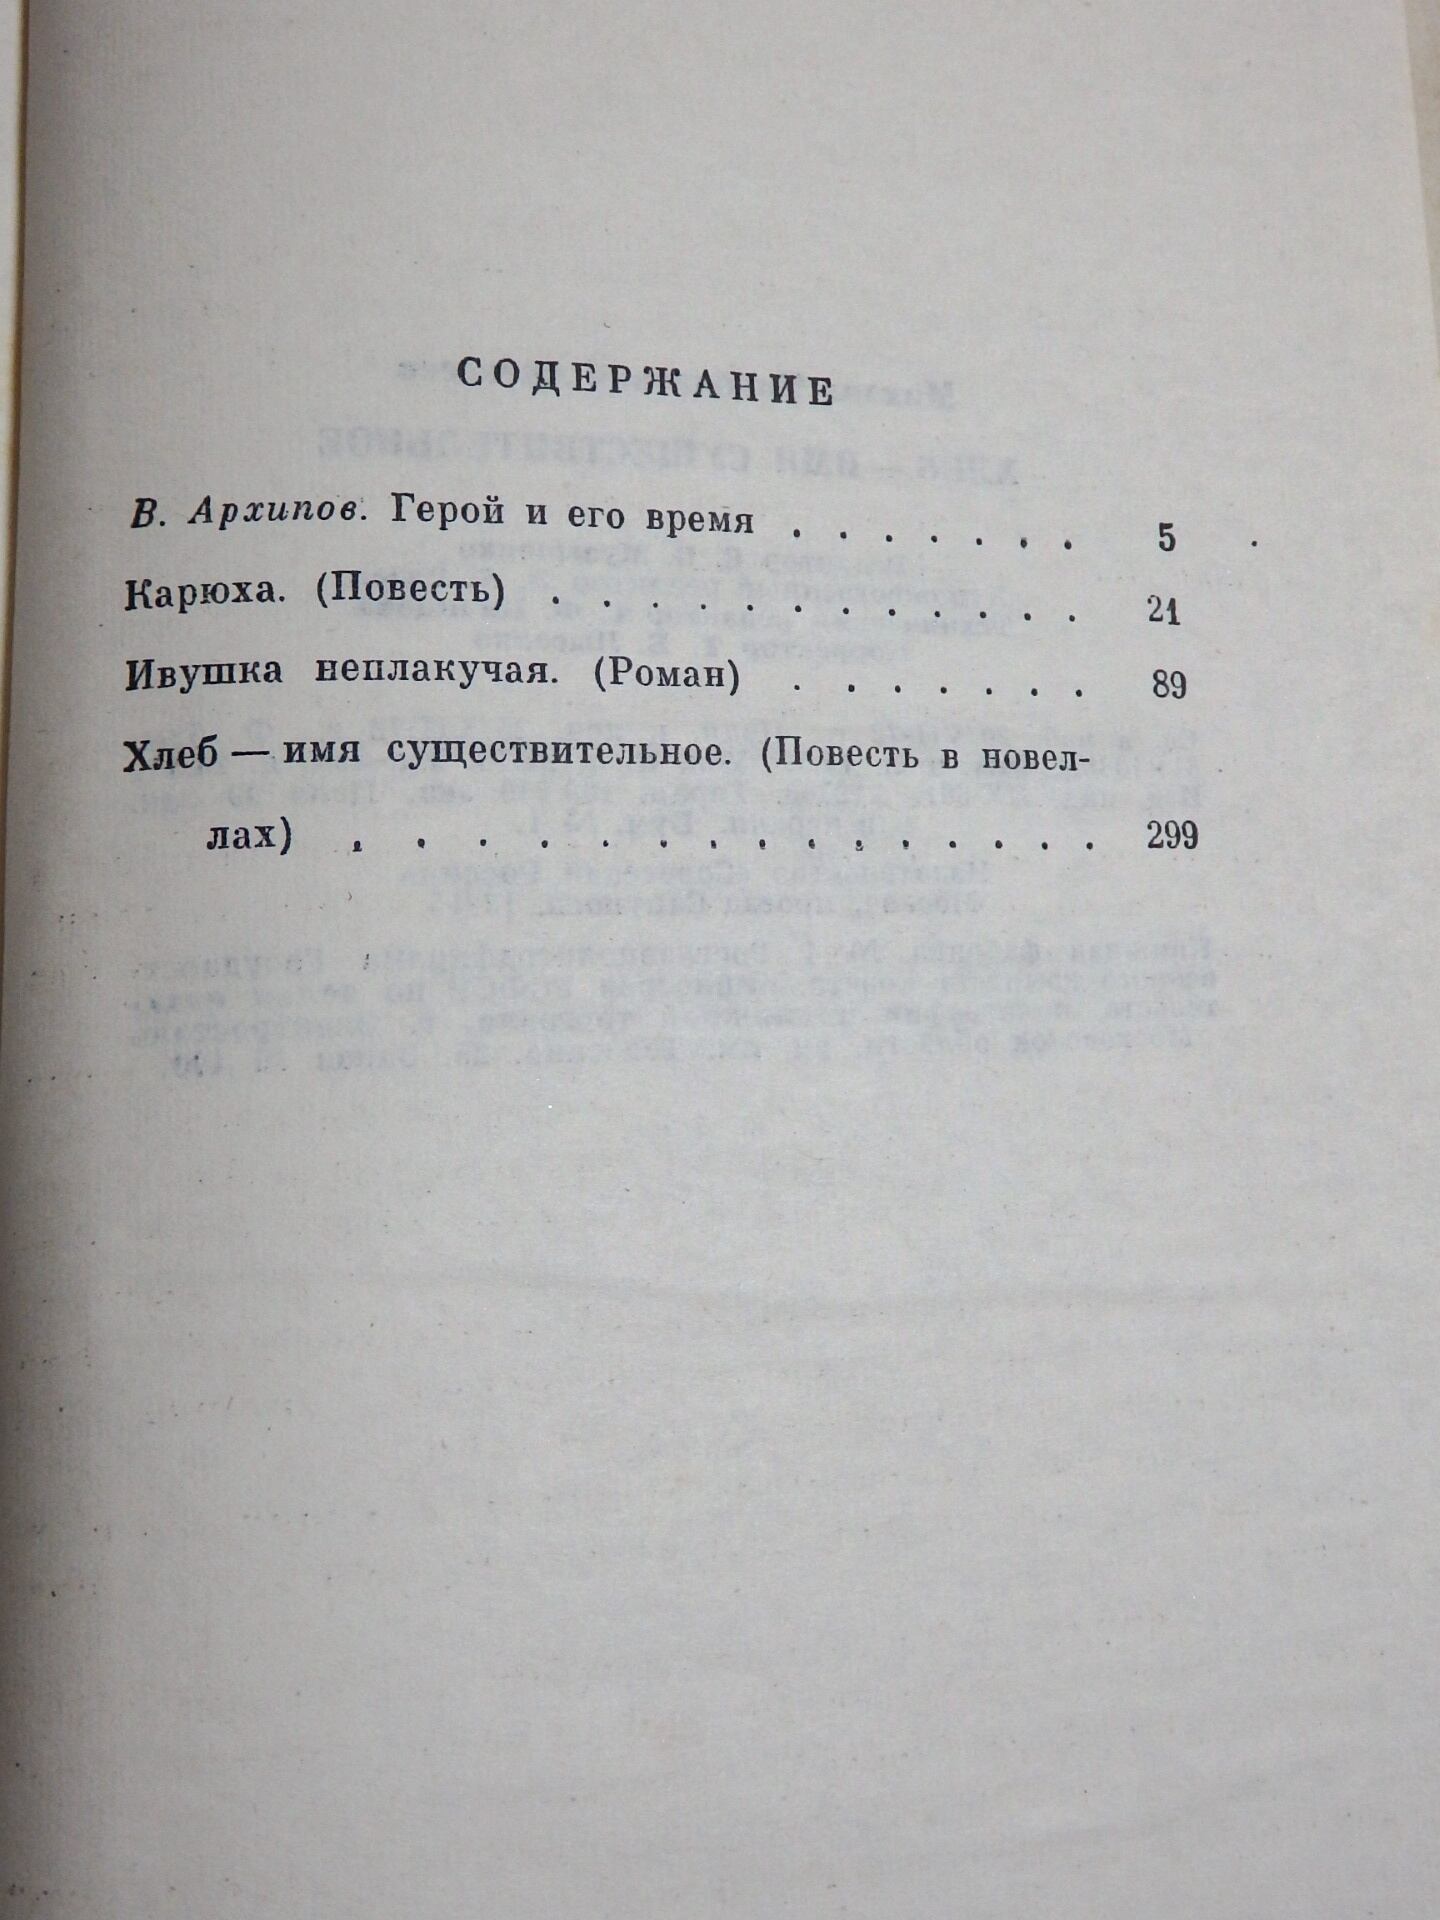 СОДЕРЖАНИЕ
В. Архипов. Герой и его время . . . . . . . 5
Карюха. (Повесть) . . . . . . . . . . . . 21
Ивушка неплакучая. (Роман) . . . . . . . 89
Хлеб — имя существительное. (Повесть в новел-
лах) . . . . . . . . . . . . . . . 299